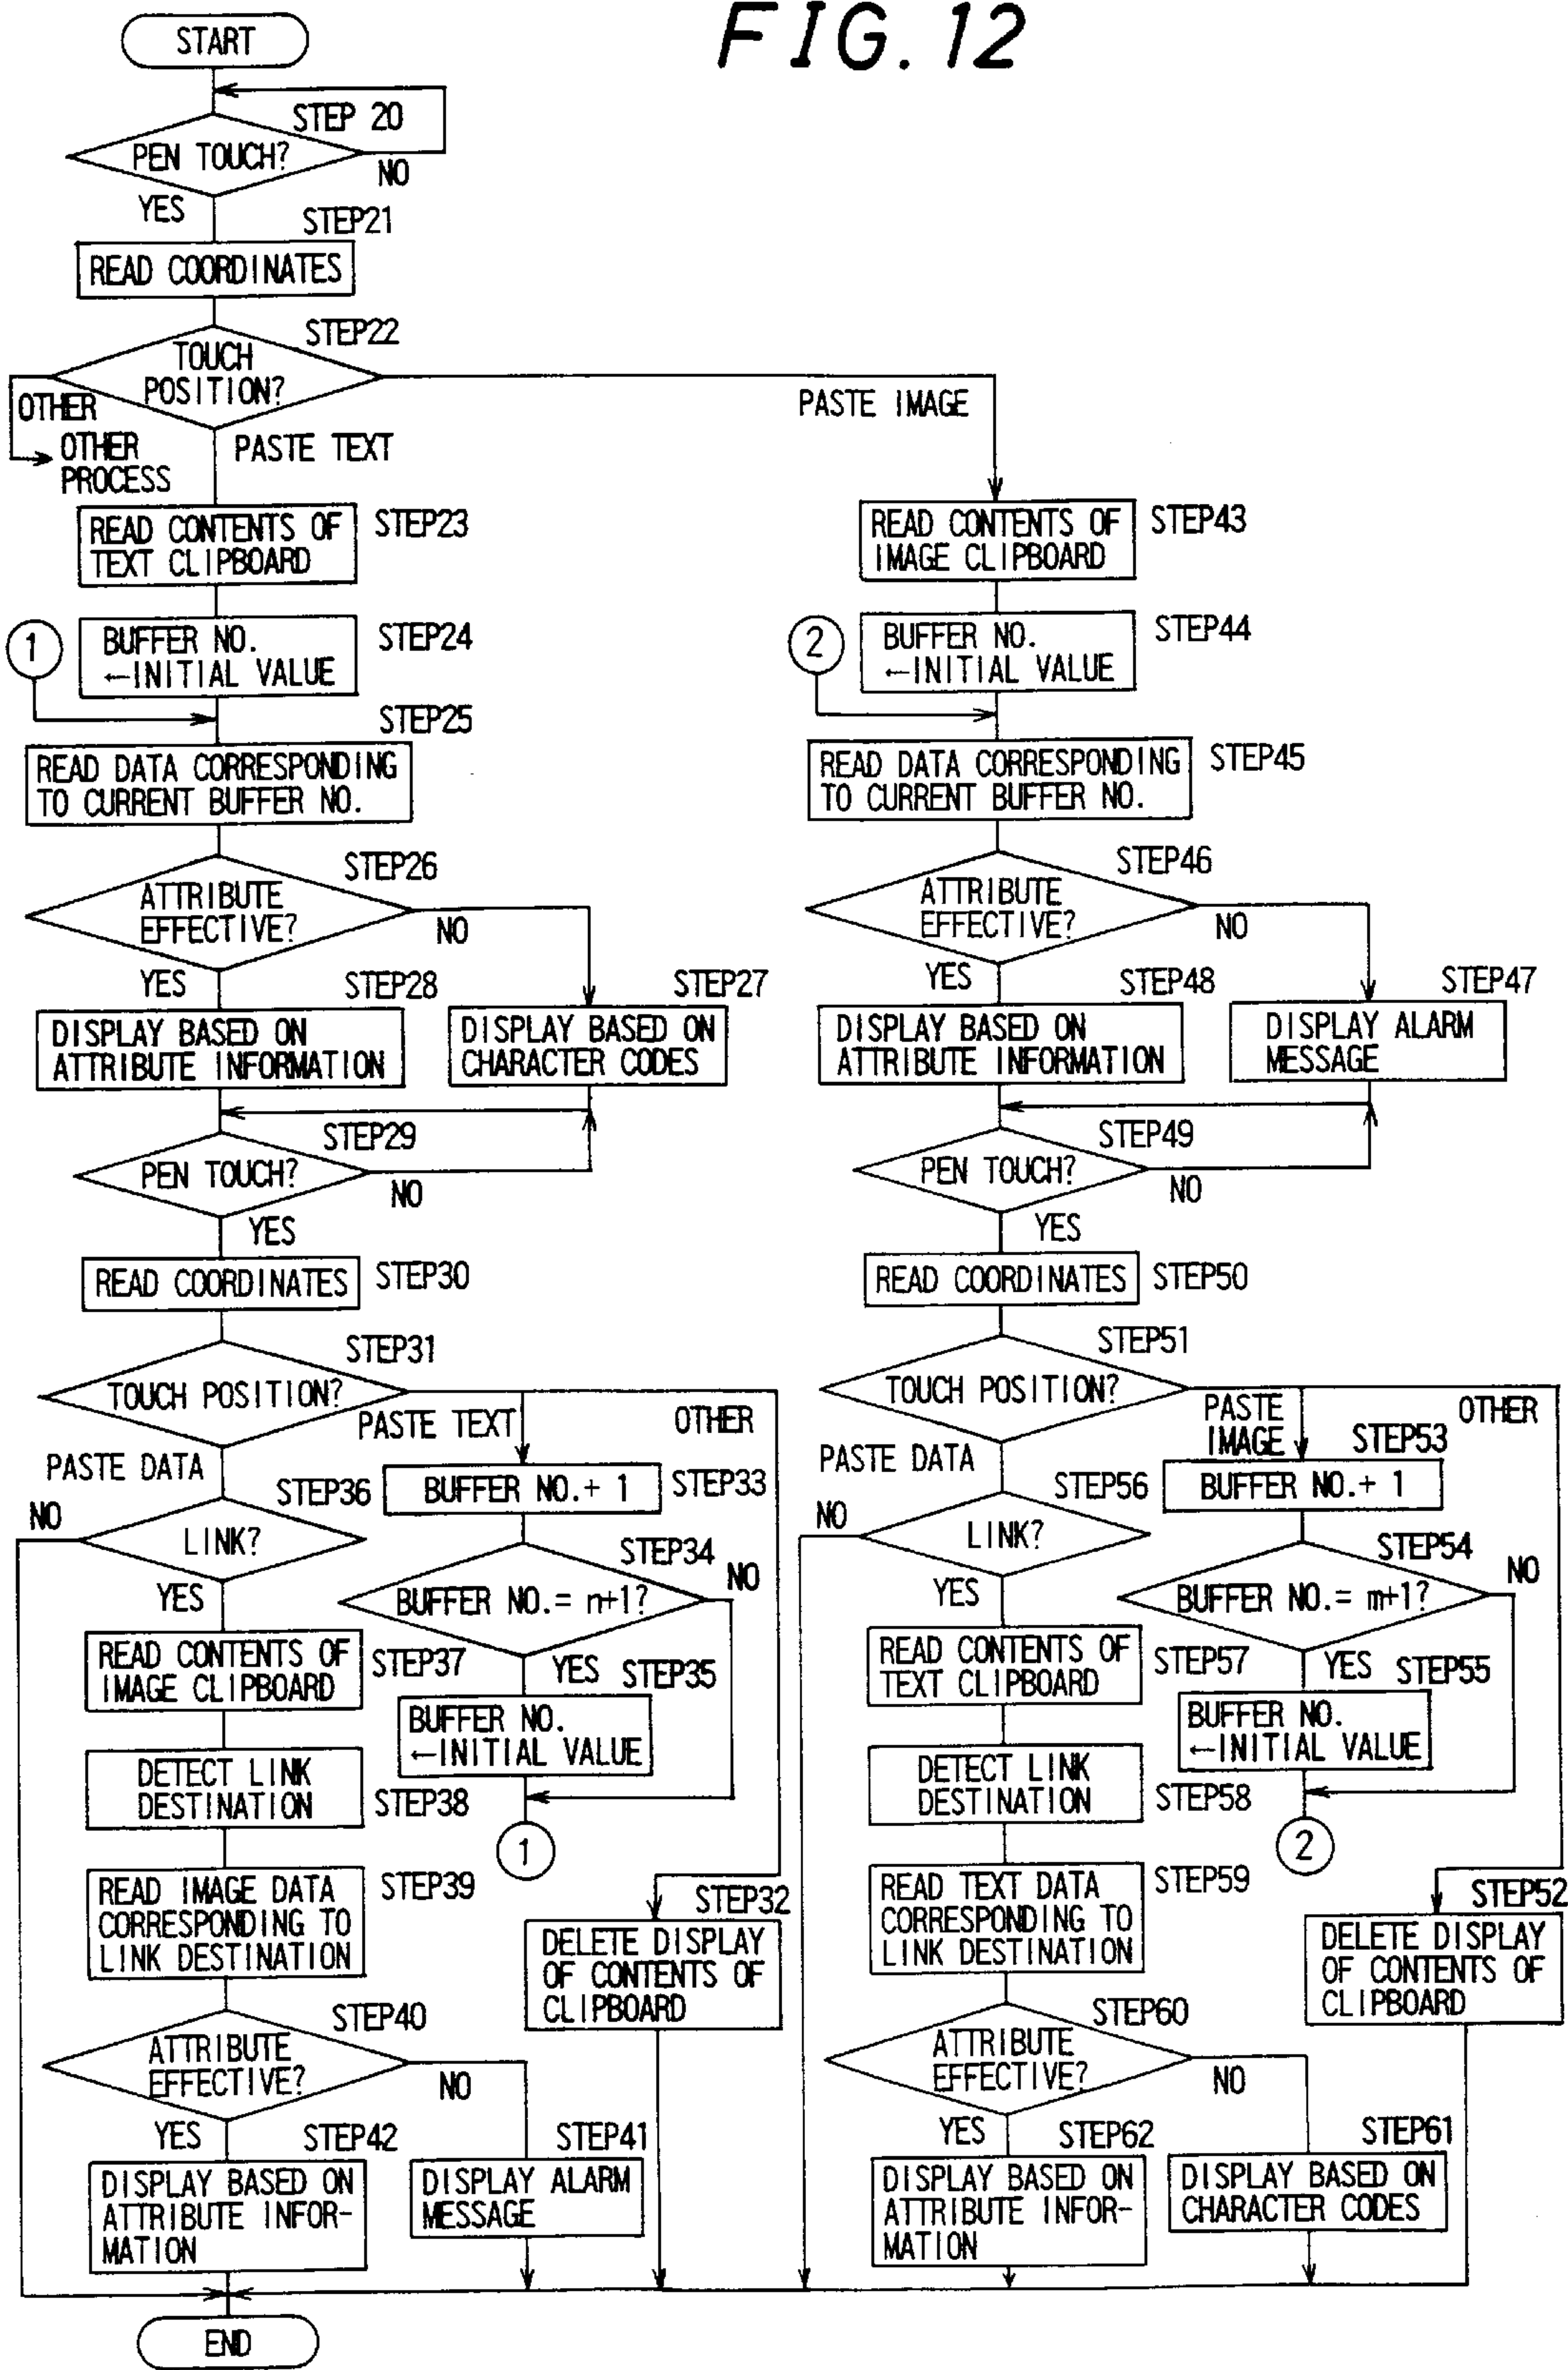 FIG. 12
START
STEP 20
PEN TOUCH?
NO
YES
STEP21
READ COORDINATES
STEP22
TOUCH
POSITION?
OTHER
OTHER
PROCESS
PASTE TEXT
PASTE IMAGE
READ CONTENTS OF
TEXT CLIPBOARD
STEP23
1
BUFFER NO.
←INITIAL VALUE
STEP24
STEP25
READ DATA CORRESPONDING
TO CURRENT BUFFER NO.
STEP26
ATTRIBUTE
EFFECTIVE?
NO
YES
STEP28
STEP27
DISPLAY BASED ON
ATTRIBUTE INFORMATION
DISPLAY BASED ON
CHARACTER CODES
STEP29
PEN TOUCH?
NO
YES
READ COORDINATES
STEP30
STEP31
TOUCH POSITION?
PASTE TEXT
OTHER
PASTE DATA
STEP36
BUFFER NO.+ 1
STEP33
NO
LINK?
STEP34
NO
YES
BUFFER NO.= n+1?
READ CONTENTS OF
IMAGE CLIPBOARD
STEP37
YES
STEP35
BUFFER NO.
←INITIAL VALUE
DETECT LINK
DESTINATION
STEP38
1
READ IMAGE DATA
CORRESPONDING TO
LINK DESTINATION
STEP39
STEP32
DELETE DISPLAY
OF CONTENTS OF
CLIPBOARD
STEP40
ATTRIBUTE
EFFECTIVE?
NO
YES
STEP42
STEP41
DISPLAY BASED ON
ATTRIBUTE INFOR-
MATION
DISPLAY ALARM
MESSAGE
END
READ CONTENTS OF
IMAGE CLIPBOARD
STEP43
2
BUFFER NO.
←INITIAL VALUE
STEP44
READ DATA CORRESPONDING
TO CURRENT BUFFER NO.
STEP45
STEP46
ATTRIBUTE
EFFECTIVE?
NO
YES
STEP48
STEP47
DISPLAY BASED ON
ATTRIBUTE INFORMATION
DISPLAY ALARM
MESSAGE
STEP49
PEN TOUCH?
NO
YES
READ COORDINATES
STEP50
STEP51
TOUCH POSITION?
PASTE
IMAGE
OTHER
STEP53
PASTE DATA
STEP56
BUFFER NO.+ 1
NO
LINK?
STEP54
NO
YES
BUFFER NO.= m+1?
READ CONTENTS OF
TEXT CLIPBOARD
STEP57
YES
STEP55
BUFFER NO.
←INITIAL VALUE
DETECT LINK
DESTINATION
STEP58
2
READ TEXT DATA
CORRESPONDING TO
LINK DESTINATION
STEP59
STEP52
DELETE DISPLAY
OF CONTENTS OF
CLIPBOARD
STEP60
ATTRIBUTE
EFFECTIVE?
NO
YES
STEP62
STEP61
DISPLAY BASED ON
ATTRIBUTE INFOR-
MATION
DISPLAY BASED ON
CHARACTER CODES